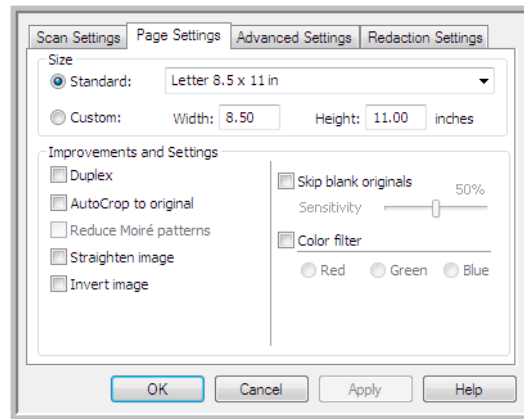 Scan Settings Page Settings Advanced Settings Redaction Settings
Size
Standard: Letter 8.5 x 11 in
Custom: Width: 8.50 Height: 11.00 inches
Improvements and Settings
Duplex
AutoCrop to original
Reduce Moiré patterns
Straighten image
Invert image
Skip blank originals
50%
Sensitivity
Color filter
Red Green Blue
OK Cancel Apply Help